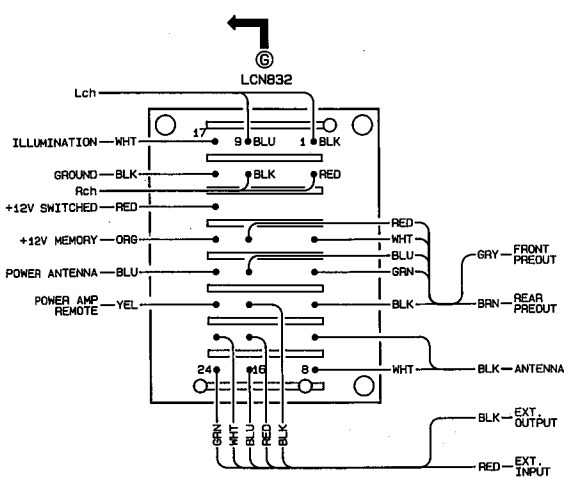 G
LCN832
Lch
17
ILLUMINATION WHT 9 BLU 1 BLK
GROUND BLK BLK RED
Rch
+12V SWITCHED RED
RED
+12V MEMORY ORG WHT
BLU GRY FRONT PREOUT
POWER ANTENNA BLU GRN
POWER AMP REMOTE YEL BLK BRN REAR PREOUT
24 16 8 WHT BLK ANTENNA
GRN WHT BLU RED BLK
BLK EXT. OUTPUT
RED EXT. INPUT